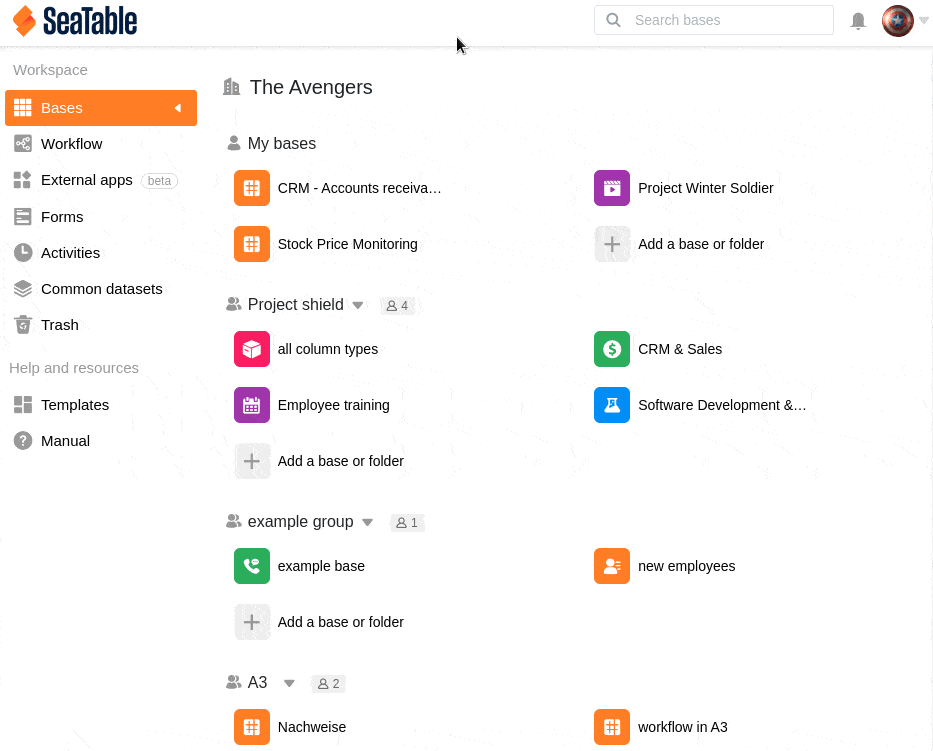 SeaTable
Search bases
Workspace
Bases
Workflow
External apps beta
Forms
Activities
Common datasets
Trash
Help and resources
Templates
Manual
The Avengers
My bases
CRM - Accounts receiva… Project Winter Soldier
Stock Price Monitoring Add a base or folder
Project shield 4
all column types CRM & Sales
Employee training Software Development &…
Add a base or folder
example group 1
example base new employees
Add a base or folder
A3 2
Nachweise workflow in A3